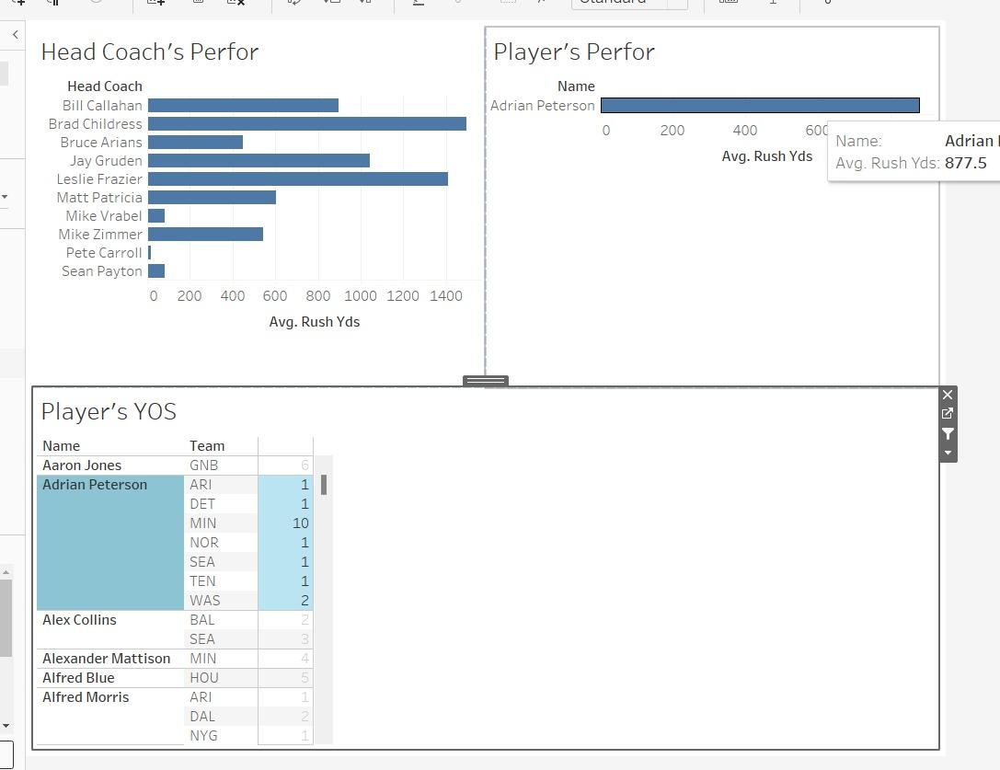 Standard
Head Coach's Perfor
Head Coach
Bill Callahan
Brad Childress
Bruce Arians
Jay Gruden
Leslie Frazier
Matt Patricia
Mike Vrabel
Mike Zimmer
Pete Carroll
Sean Payton
0 200 400 600 800 1000 1200 1400
Avg. Rush Yds
Player's Perfor
Name
Adrian Peterson
0 200 400 600
Avg. Rush Yds
Name: Adrian
Avg. Rush Yds: 877.5
Player's YOS
Name Team
Aaron Jones GNB 6
Adrian Peterson ARI 1
DET 1
MIN 10
NOR 1
SEA 1
TEN 1
WAS 2
Alex Collins BAL 2
SEA 3
Alexander Mattison MIN 4
Alfred Blue HOU 5
Alfred Morris ARI 1
DAL 2
NYG 1